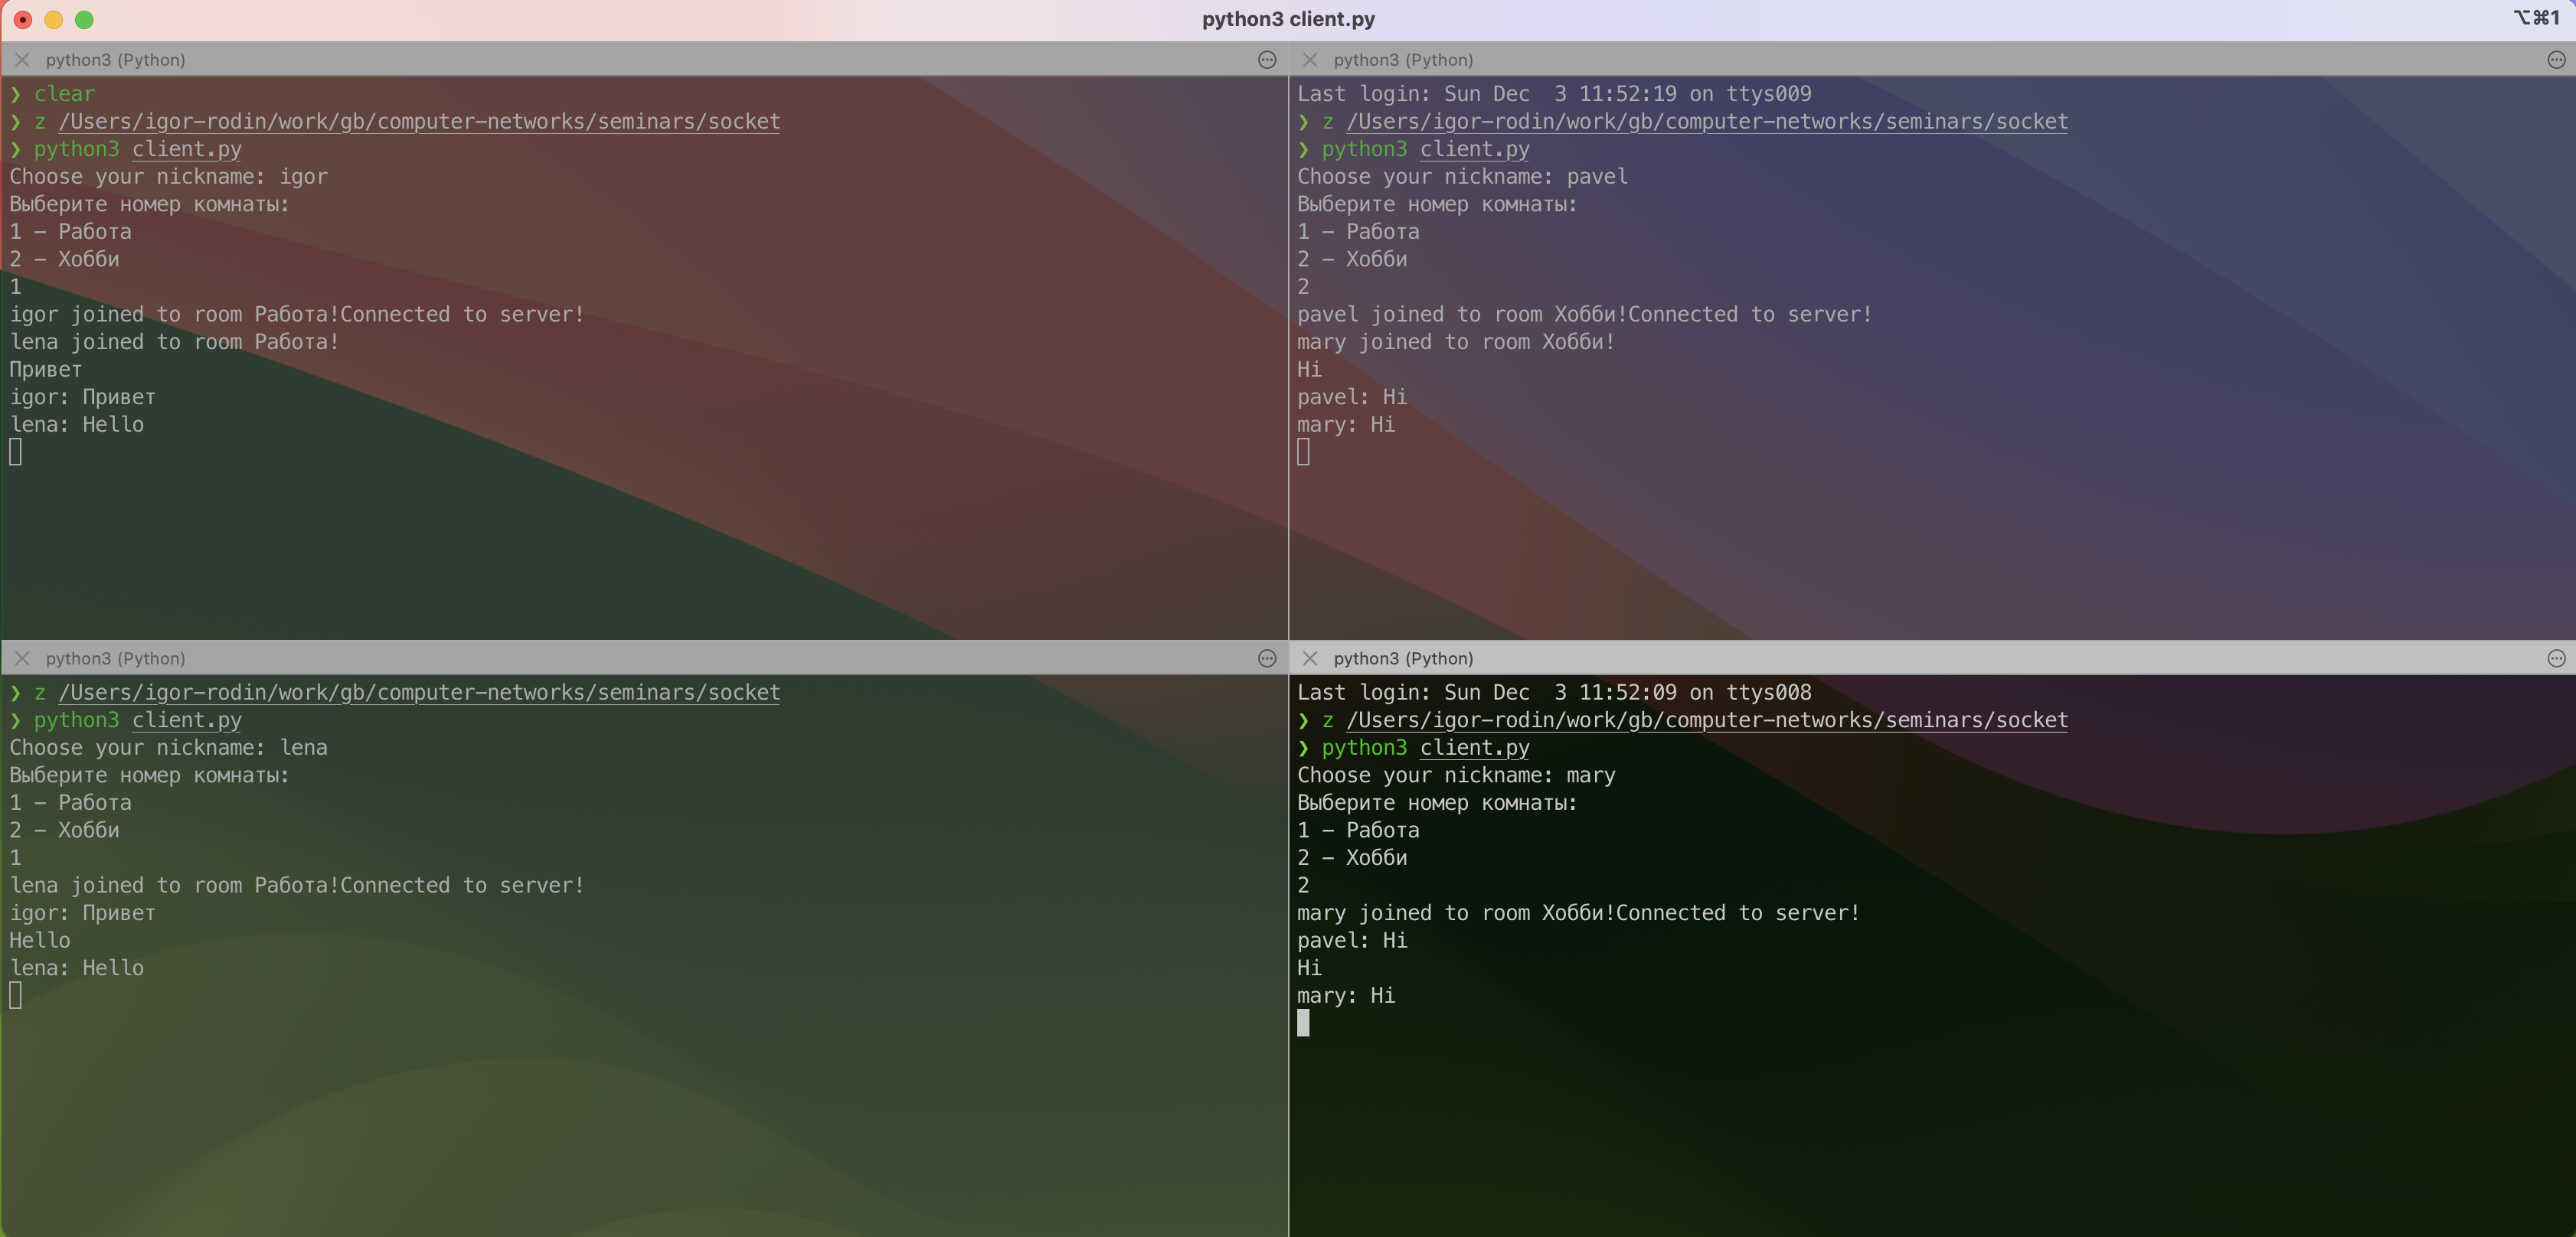 python3 client.py
⌥⌘1
python3 (Python)
❯ clear
❯ z /Users/igor-rodin/work/gb/computer-networks/seminars/socket
❯ python3 client.py
Choose your nickname: igor
Выберите номер комнаты:
1 - Работа
2 - Хобби
1
igor joined to room Работа!Connected to server!
lena joined to room Работа!
Привет
igor: Привет
lena: Hello
python3 (Python)
Last login: Sun Dec  3 11:52:19 on ttys009
❯ z /Users/igor-rodin/work/gb/computer-networks/seminars/socket
❯ python3 client.py
Choose your nickname: pavel
Выберите номер комнаты:
1 - Работа
2 - Хобби
2
pavel joined to room Хобби!Connected to server!
mary joined to room Хобби!
Hi
pavel: Hi
mary: Hi
python3 (Python)
❯ z /Users/igor-rodin/work/gb/computer-networks/seminars/socket
❯ python3 client.py
Choose your nickname: lena
Выберите номер комнаты:
1 - Работа
2 - Хобби
1
lena joined to room Работа!Connected to server!
igor: Привет
Hello
lena: Hello
python3 (Python)
Last login: Sun Dec  3 11:52:09 on ttys008
❯ z /Users/igor-rodin/work/gb/computer-networks/seminars/socket
❯ python3 client.py
Choose your nickname: mary
Выберите номер комнаты:
1 - Работа
2 - Хобби
2
mary joined to room Хобби!Connected to server!
pavel: Hi
Hi
mary: Hi